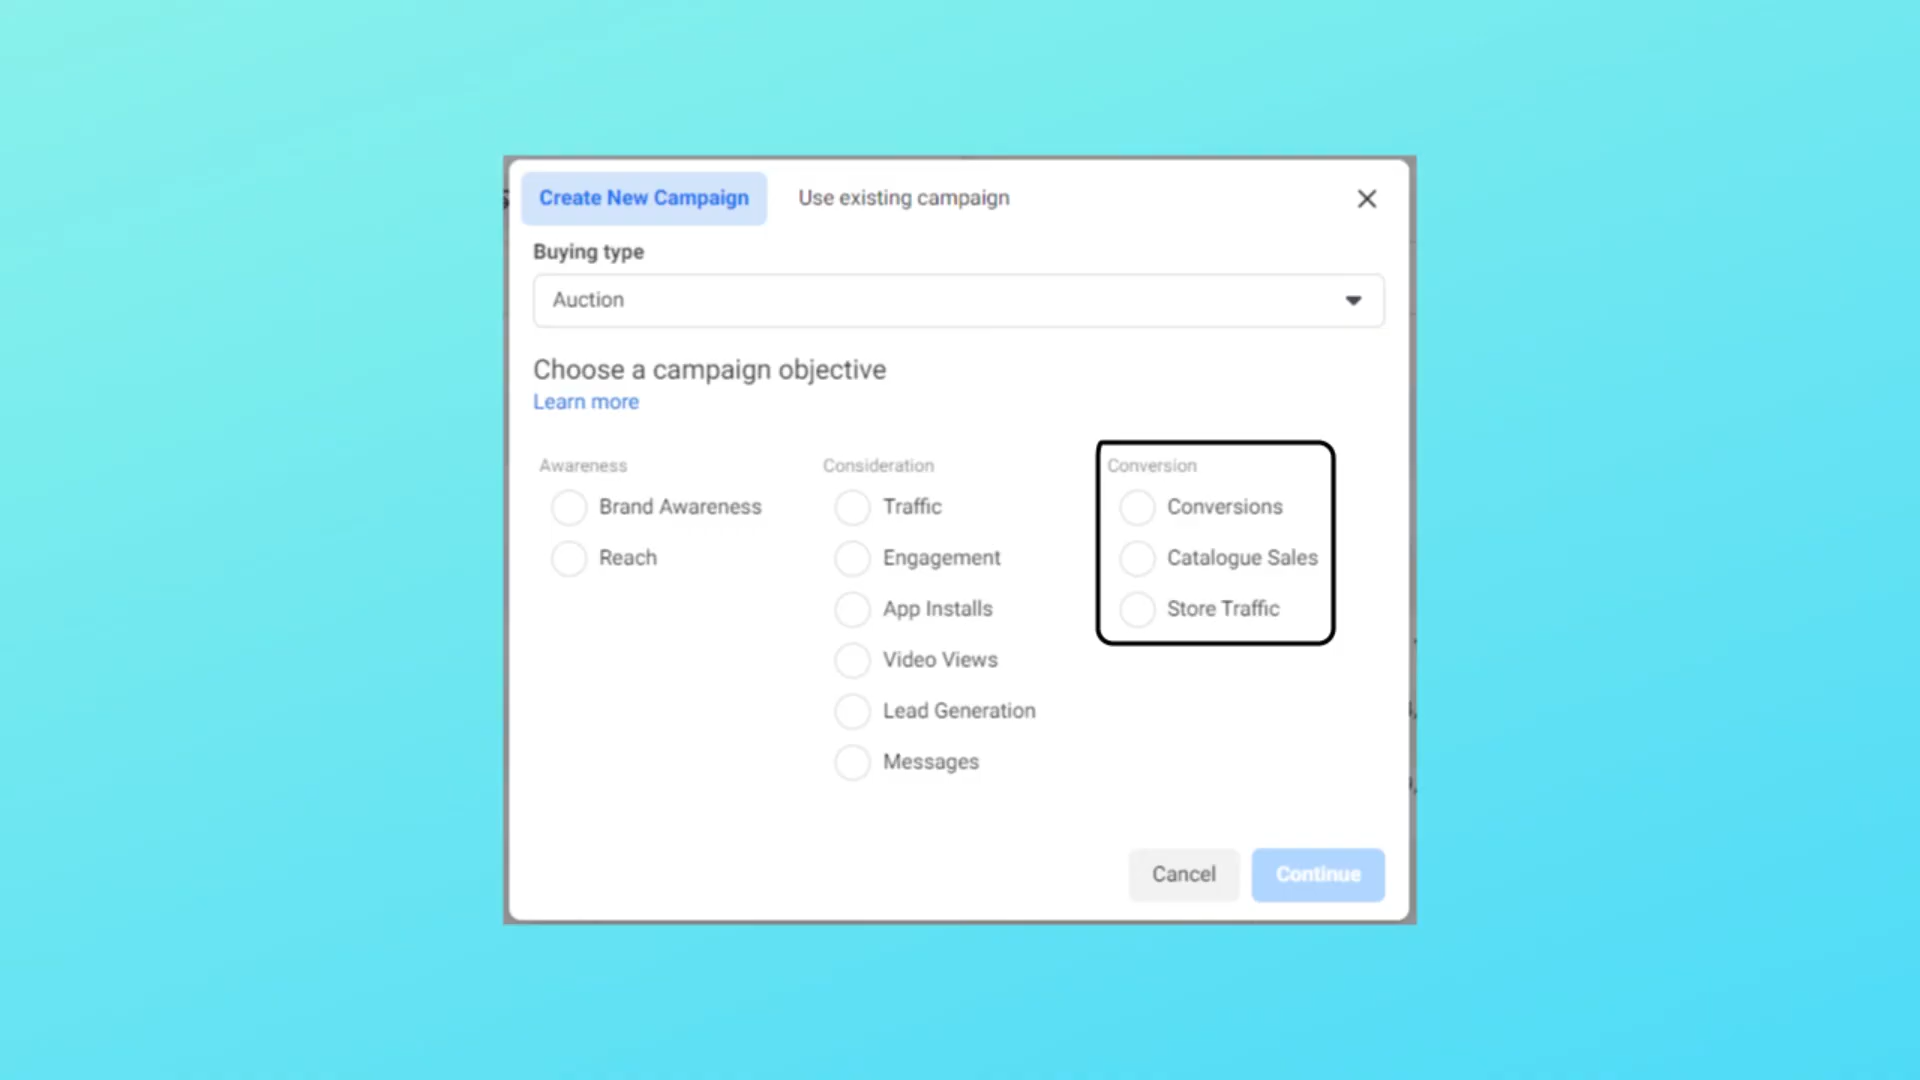 Create New Campaign
Use existing campaign
Buying type
Auction
Choose a campaign objective
Learn more
Awareness
Brand Awareness
Reach
Consideration
Traffic
Engagement
App Installs
Video Views
Lead Generation
Messages
Conversion
Conversions
Catalogue Sales
Store Traffic
Cancel
Continue